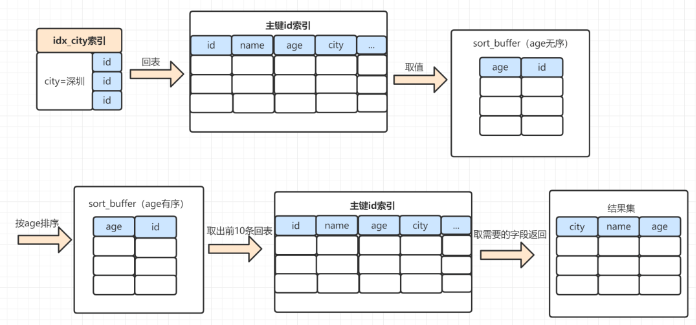 idx_city索引
city=深圳
id
id
id
回表
主键id索引
id name age city ...
取值
sort_buffer（age无序）
age id
按age排序
sort_buffer（age有序）
age id
取出前10条回表
主键id索引
id name age city ...
取需要的字段返回
结果集
city name age